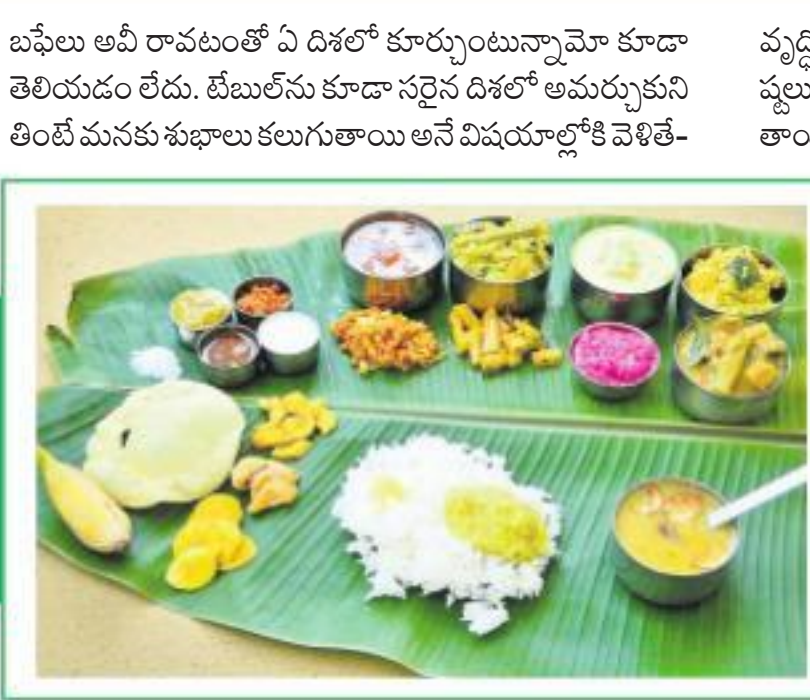 బఫేలు అవీ రావటంతో ఏ దిశలో కూర్చుంటున్నామో కూడా
తెలియడం లేదు. టేబుల్‌ను కూడా సరైన దిశలో అమర్చుకుని
తింటే మనకు శుభాలు కలుగుతాయి అనే విషయాల్లోకి వెళితే-